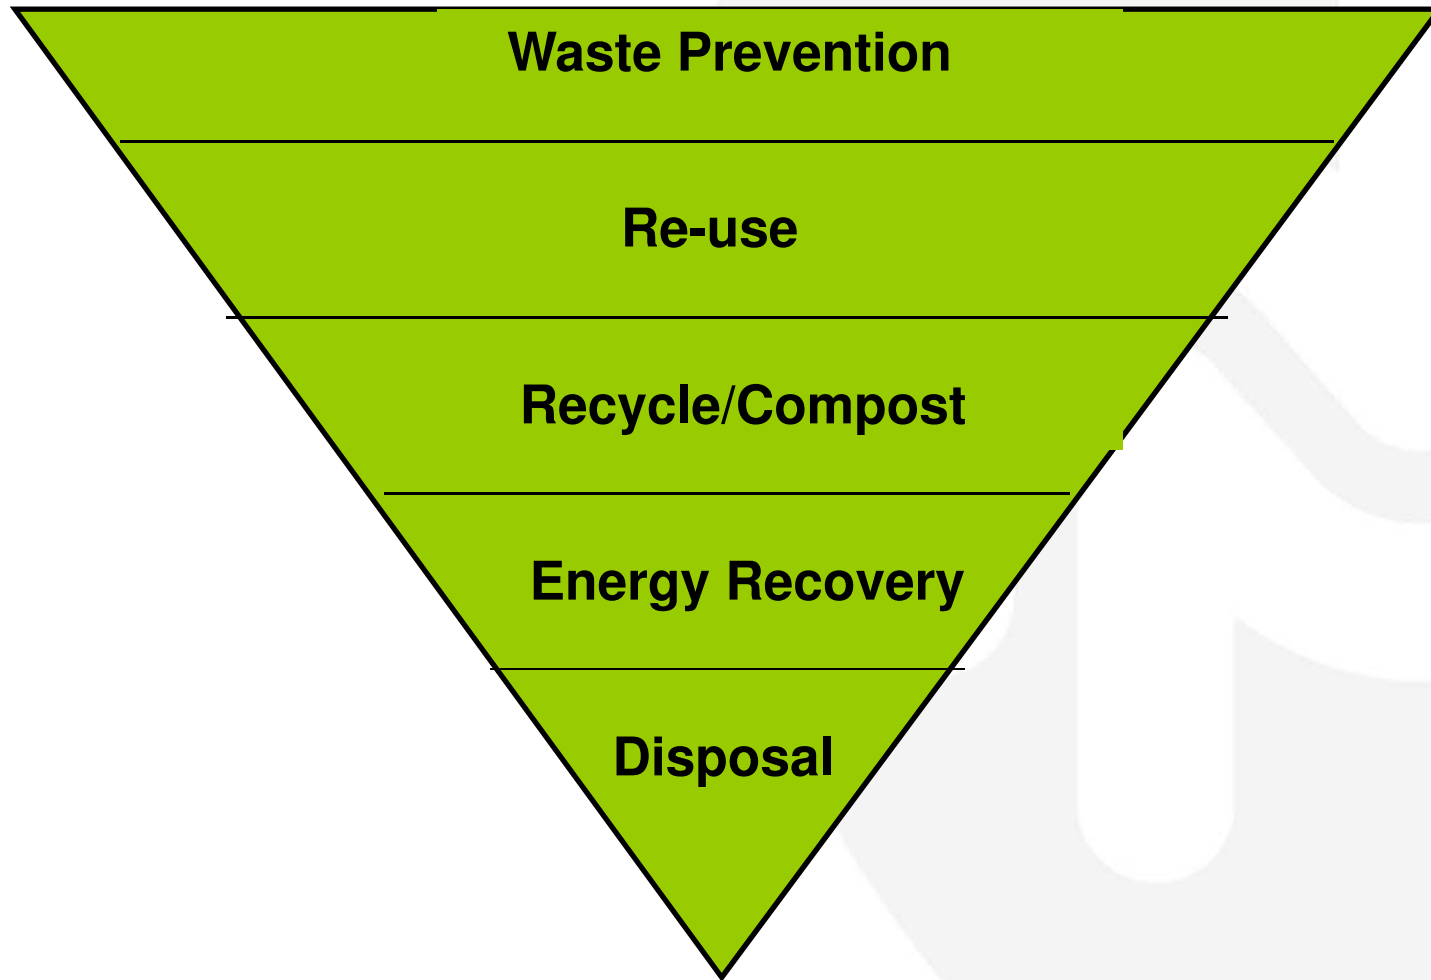 Waste Prevention
Re-use
Recycle/Compost
Energy Recovery
Disposal